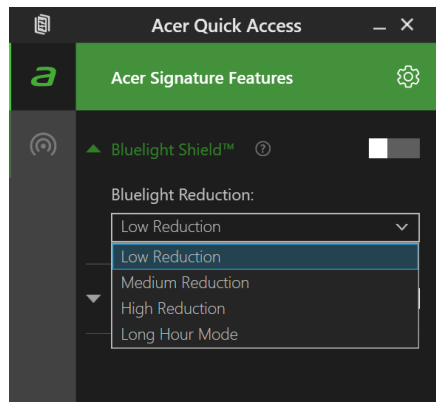 Acer Quick Access
Acer Signature Features
Bluelight Shield™ ?
Bluelight Reduction:
Low Reduction
Low Reduction
Medium Reduction
High Reduction
Long Hour Mode